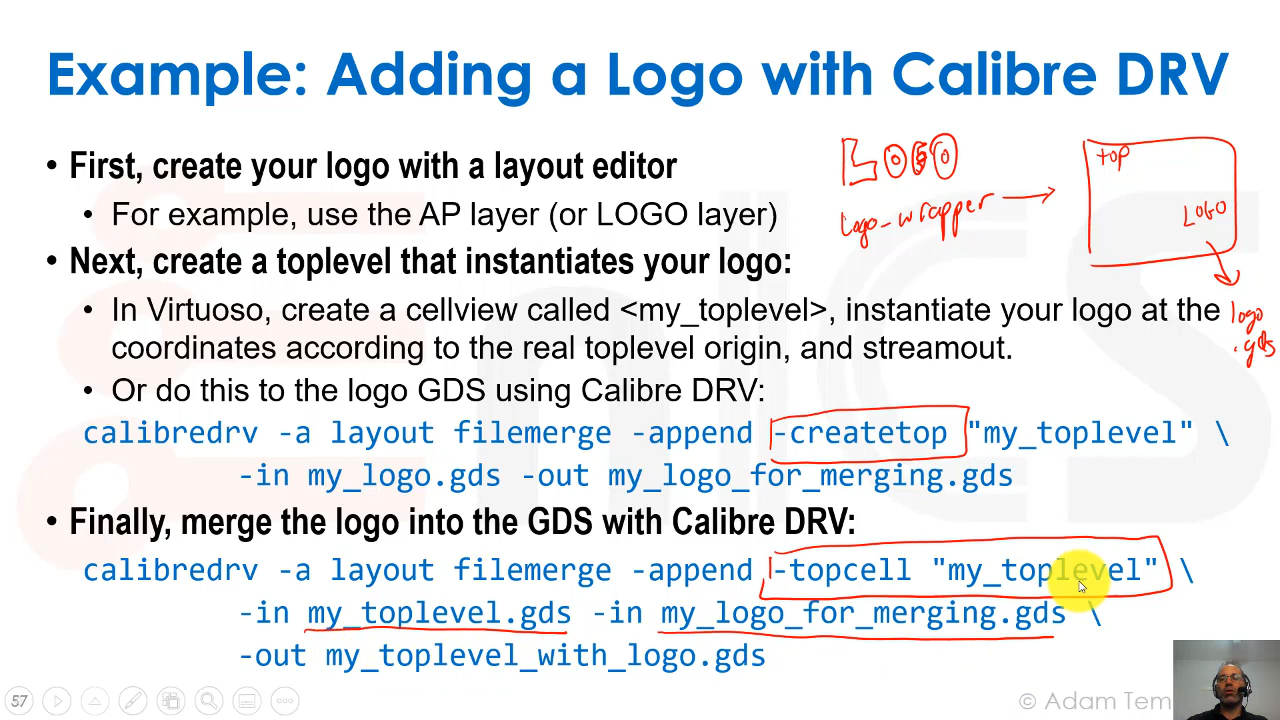 Example: Adding a Logo with Calibre DRV
• First, create your logo with a layout editor
• For example, use the AP layer (or LOGO layer)
LOGO
logo_wrapper
top
LOGO
logo
.gds
• Next, create a toplevel that instantiates your logo:
• In Virtuoso, create a cellview called <my_toplevel>, instantiate your logo at the
coordinates according to the real toplevel origin, and streamout.
• Or do this to the logo GDS using Calibre DRV:
calibredrv -a layout filemerge -append -createtop "my_toplevel" \
-in my_logo.gds -out my_logo_for_merging.gds
• Finally, merge the logo into the GDS with Calibre DRV:
calibredrv -a layout filemerge -append -topcell "my_toplevel" \
-in my_toplevel.gds -in my_logo_for_merging.gds \
-out my_toplevel_with_logo.gds
57
© Adam Tem